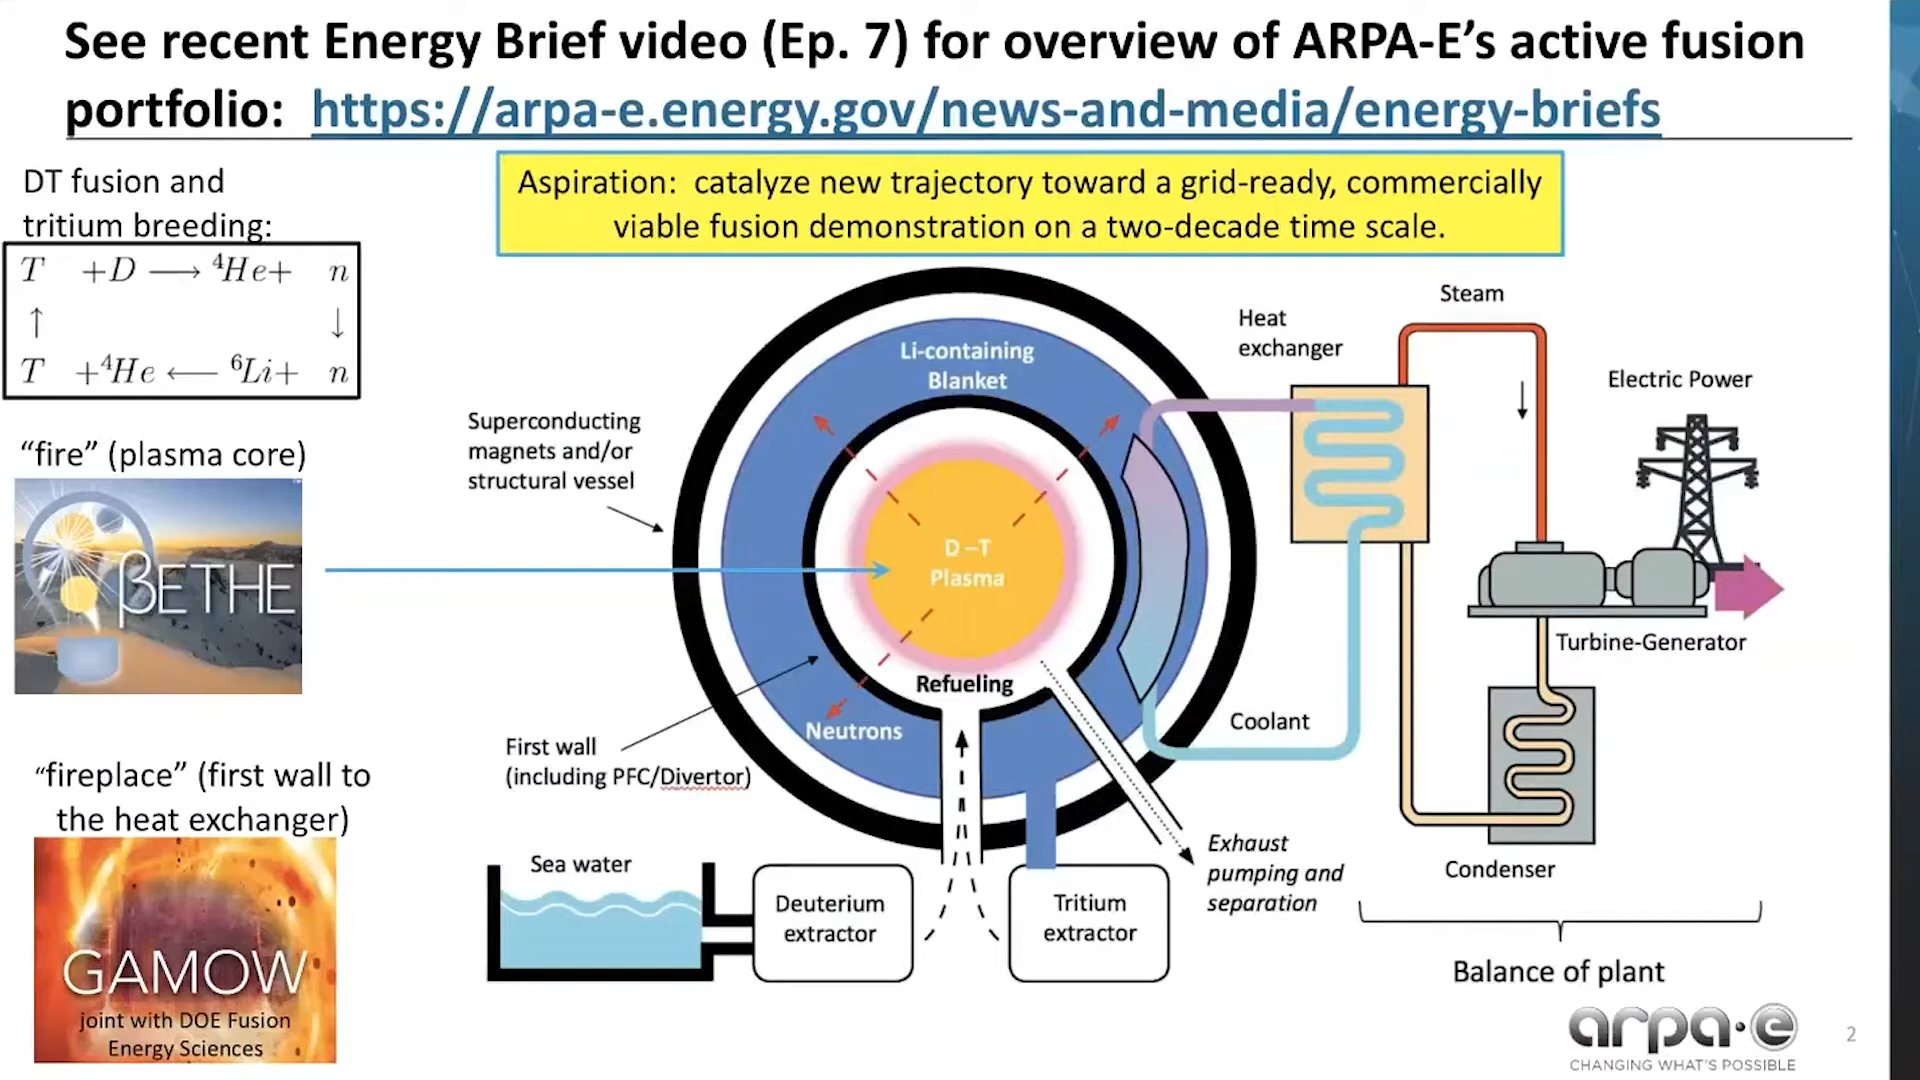 See recent Energy Brief video (Ep. 7) for overview of ARPA-E’s active fusion
portfolio: https://arpa-e.energy.gov/news-and-media/energy-briefs
DT fusion and
tritium breeding:
T +D ⟶ ⁴He+ n
↑ ↓
T +⁴He ⟵ ⁶Li+ n
Aspiration: catalyze new trajectory toward a grid-ready, commercially
viable fusion demonstration on a two-decade time scale.
“fire” (plasma core)
βETHE
“fireplace” (first wall to
the heat exchanger)
GAMOW
joint with DOE Fusion
Energy Sciences
Superconducting
magnets and/or
structural vessel
Li-containing
Blanket
D –T
Plasma
Refueling
Neutrons
First wall
(including PFC/Divertor)
Sea water
Deuterium
extractor
Tritium
extractor
Exhaust
pumping and
separation
Heat
exchanger
Steam
Electric Power
Coolant
Turbine-Generator
Condenser
Balance of plant
arpa·e
CHANGING WHAT'S POSSIBLE
2